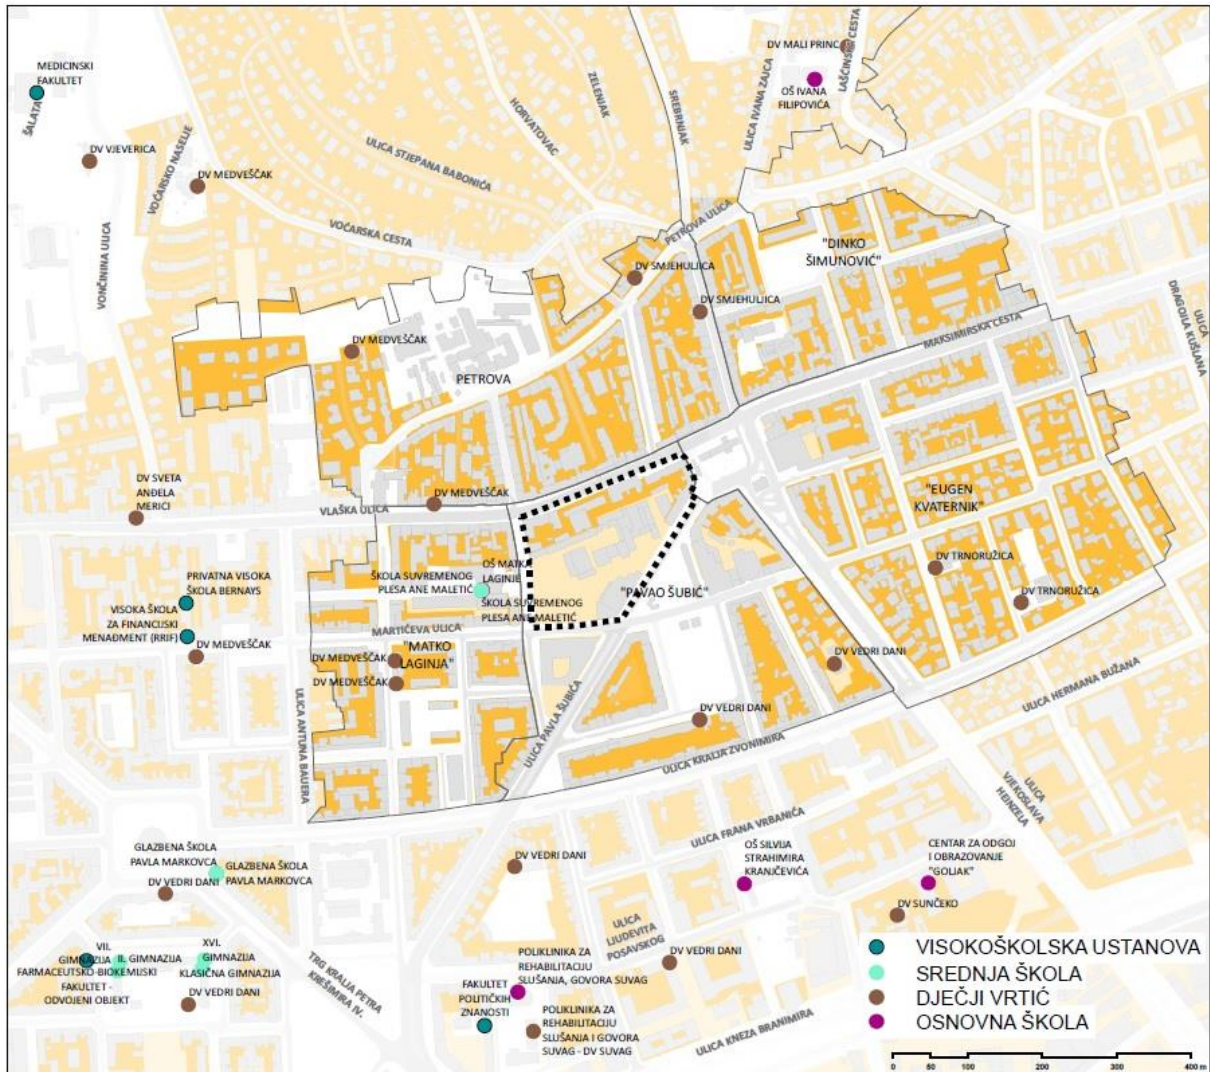 MEDICINSKI
FAKULTET
ŠALATA
DV VJEVERICA
VOĆARSKO NASELJE
DV MEDVEŠČAK
VONČININA ULICA
VOĆARSKA CESTA
ULICA STJEPANA BABONIĆA
HORVATOVAC
ZELENJAK
SREBRNJAK
ULICA IVANA ZAJCA
DV MALI PRINC
LAŠĆINSKA CESTA
OŠ IVANA
FILIPOVIĆA
PETROVA ULICA
"DINKO
ŠIMUNOVIĆ"
DV SMJEHULJICA
DV SMJEHULJICA
MAKSIMIRSKA CESTA
ULICA
DRAGOJLA KUŠLANA
DV MEDVEŠČAK
PETROVA
DV SVETA
ANĐELA
MERICI
VLAŠKA ULICA
DV MEDVEŠČAK
"EUGEN
KVATERNIK"
DV TRNORUŽICA
DV TRNORUŽICA
PRIVATNA VISOKA
ŠKOLA BERNAYS
VISOKA ŠKOLA
ZA FINANCIJSKI
MENAĐMENT (RRIF)
DV MEDVEŠČAK
ŠKOLA SUVREMENOG
PLESA ANE MALETIĆ
OŠ MATKA
LAGINJE
ŠKOLA SUVREMENOG
PLESA ANE MALETIĆ
"PAVAO ŠUBIĆ"
MARTIĆEVA ULICA
DV MEDVEŠČAK
"MATKO
LAGINJA"
DV MEDVEŠČAK
DV VEDRI DANI
DV VEDRI DANI
ULICA ANTUNA BAUERA
ULICA PAVLA ŠUBIĆA
ULICA KRALJA ZVONIMIRA
ULICA HERMANA BUŽANA
ULICA
VJEKOSLAVA
HEINZELA
ULICA FRANA VRBANIĆA
GLAZBENA ŠKOLA
PAVLA MARKOVCA
GLAZBENA ŠKOLA
PAVLA MARKOVCA
DV VEDRI DANI
DV VEDRI DANI
OŠ SILVIJA
STRAHIMIRA
KRANJČEVIĆA
CENTAR ZA ODGOJ
I OBRAZOVANJE
"GOLJAK"
DV SUNČEKO
ULICA
LJUDEVITA
POSAVSKOG
DV VEDRI DANI
VII.
GIMNAZIJA
II. GIMNAZIJA
XVI.
GIMNAZIJA
KLASIČNA GIMNAZIJA
FARMACEUTSKO-BIOKEMIJSKI
FAKULTET -
ODVOJENI OBJEKT
DV VEDRI DANI
TRG KRALJA PETRA
KREŠIMIRA IV.
POLIKLINIKA ZA
REHABILITACIJU
SLUŠANJA, GOVORA SUVAG
FAKULTET
POLITIČKIH
ZNANOSTI
POLIKLINIKA ZA
REHABILITACIJU
SLUŠANJA I GOVORA
SUVAG - DV SUVAG
ULICA KNEZA BRANIMIRA
VISOKOŠKOLSKA USTANOVA
SREDNJA ŠKOLA
DJEČJI VRTIĆ
OSNOVNA ŠKOLA
0 50 100 200 300 400 m